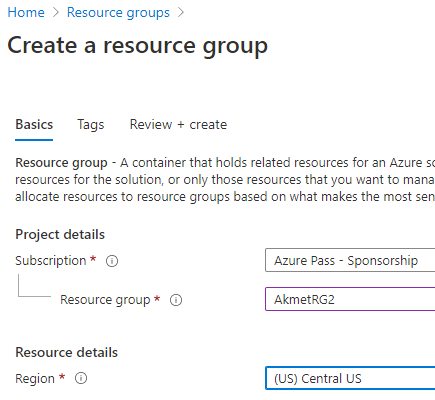 Home > Resource groups >
Create a resource group
Basics Tags Review + create
Resource group - A container that holds related resources for an Azure
resources for the solution, or only those resources that you want to
allocate resources to resource groups based on what makes the most
Project details
Subscription * Azure Pass - Sponsorship
Resource group * AkmetRG2
Resource details
Region * (US) Central US